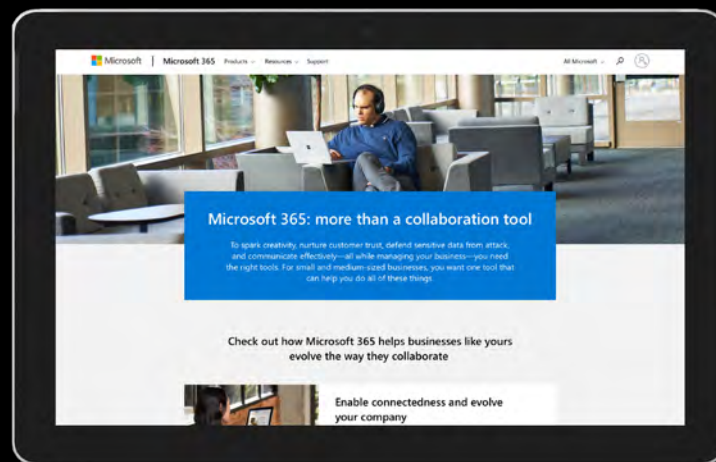 Microsoft | Microsoft 365 Products Resources Support All Microsoft
Microsoft 365: more than a collaboration tool
To spark creativity, nurture customer trust, defend sensitive data from attack,
and communicate effectively—all while managing your business—you need
the right tools. For small and medium-sized businesses, you want one tool that
can help you do all of these things.
Check out how Microsoft 365 helps businesses like yours
evolve the way they collaborate
Enable connectedness and evolve
your company